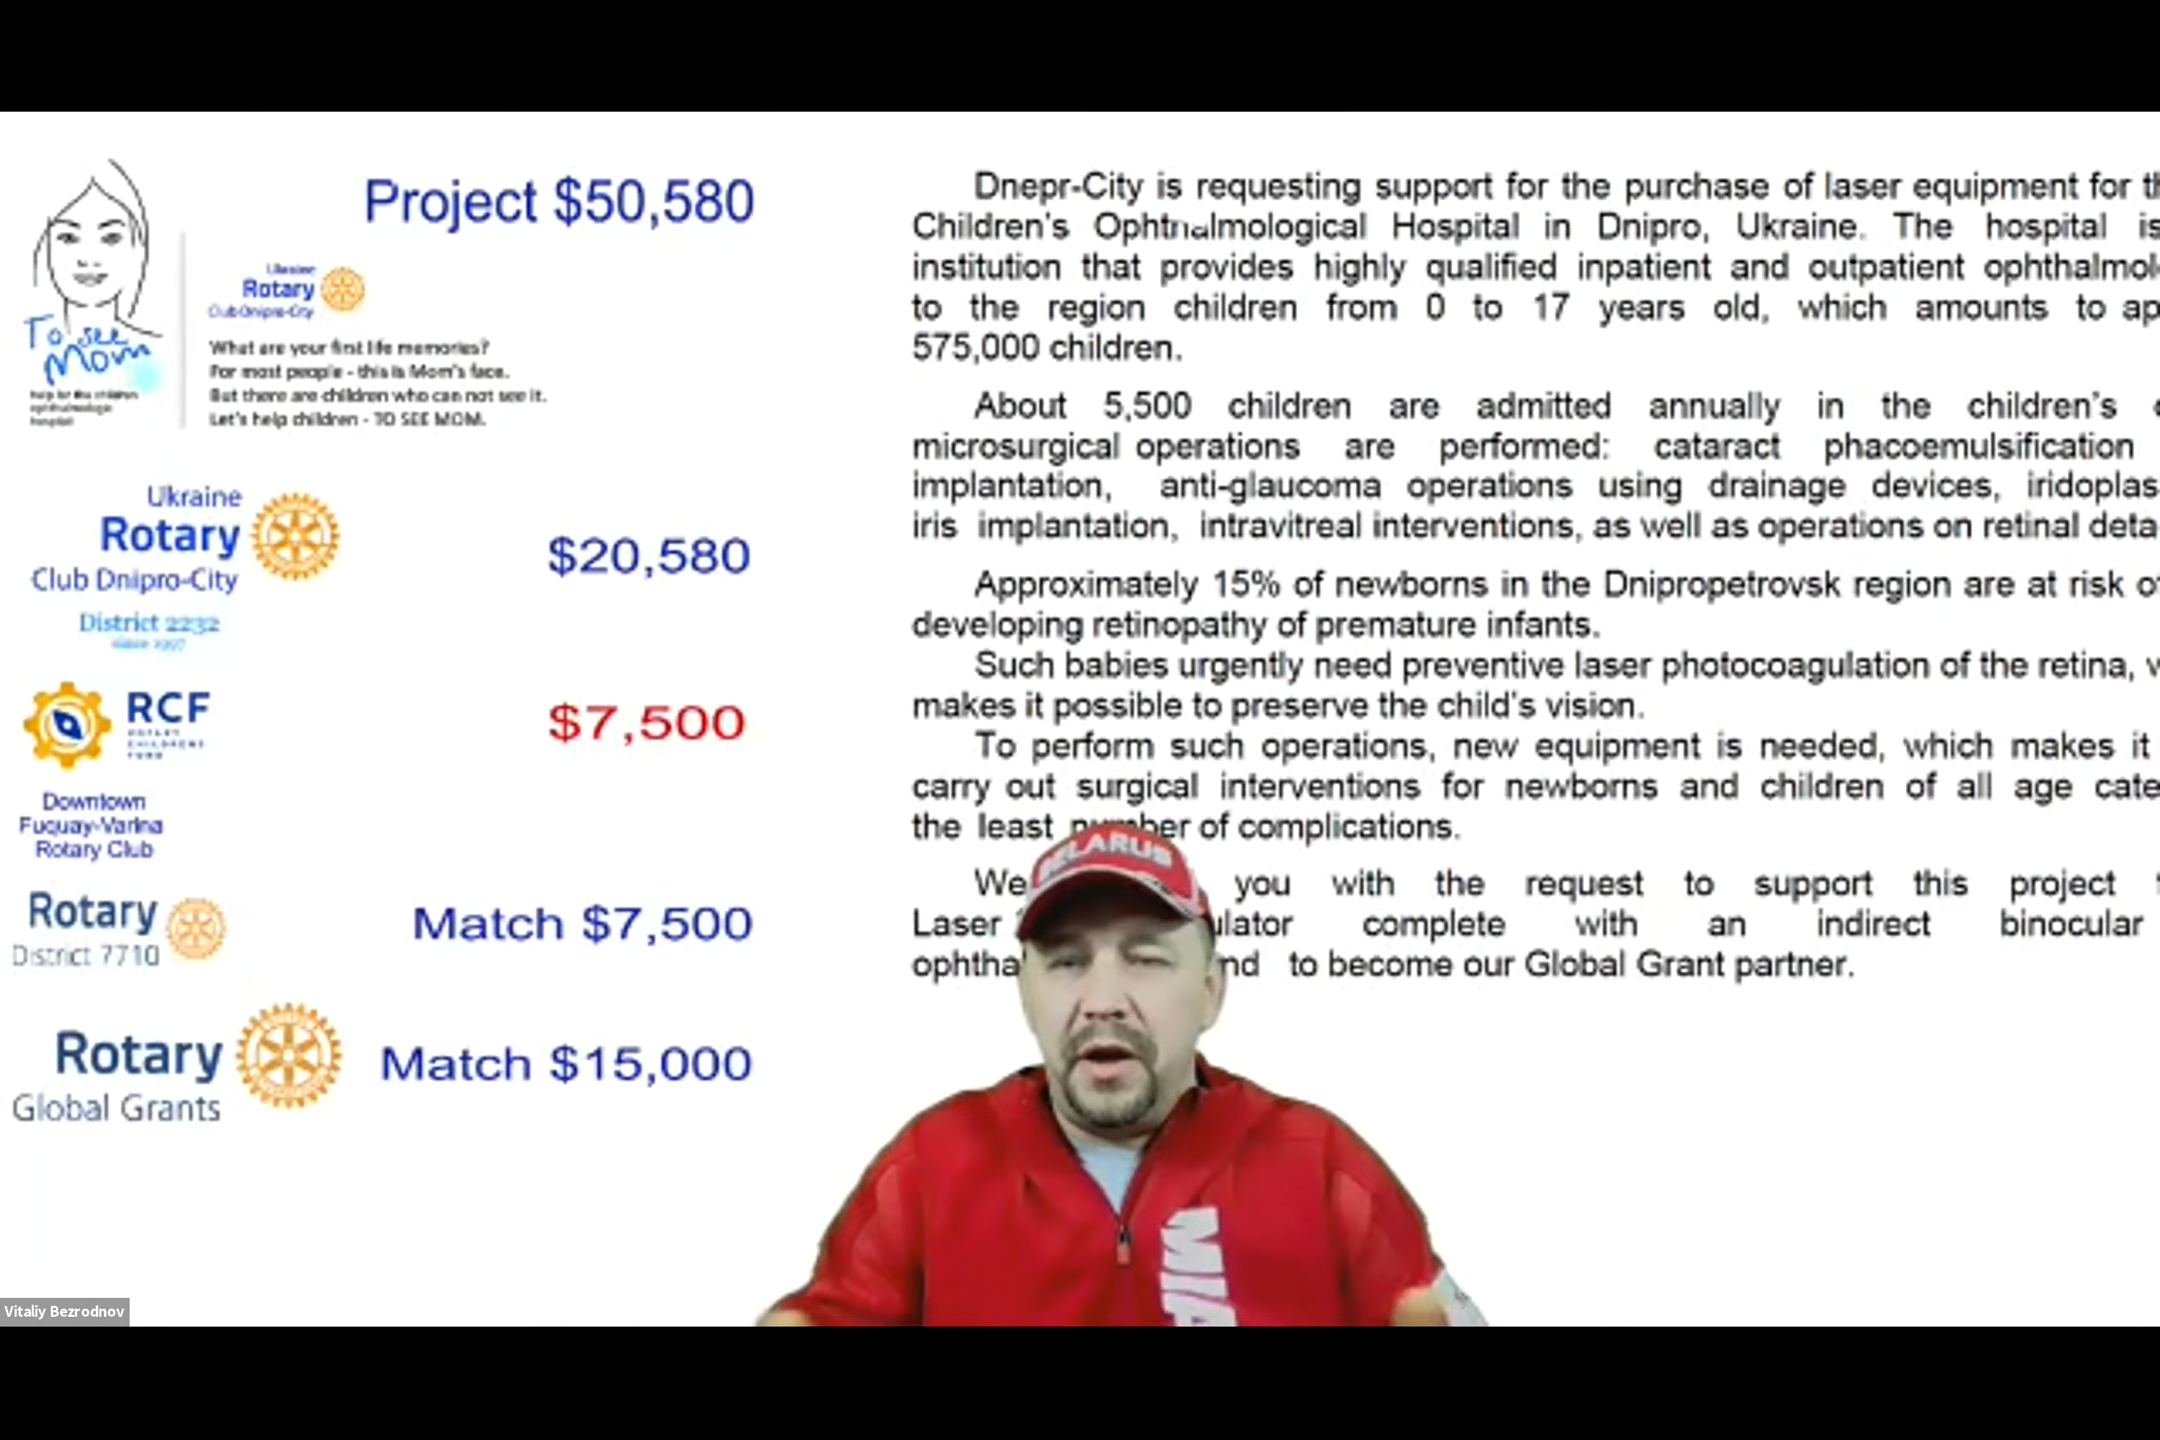 Project $50,580
To see
Mom
Ukraine
Rotary
Club Dnipro-City
What are your first life memories?
For most people - this is Mom's face.
But there are children who can not see it.
Let's help children - TO SEE MOM.
Ukraine
Rotary
Club Dnipro-City
District 2232
since 1997
$20,580
RCF
ROTARY
CHILDRENS
FUND
$7,500
Downtown
Fuquay-Varina
Rotary Club
Rotary
District 7710
Match $7,500
Rotary
Global Grants
Match $15,000
Dnepr-City is requesting support for the purchase of laser equipment for
Children's Ophthalmological Hospital in Dnipro, Ukraine. The hospital
institution that provides highly qualified inpatient and outpatient
to the region children from 0 to 17 years old, which amounts to
575,000 children.
About 5,500 children are admitted annually in the children's
microsurgical operations are performed: cataract phacoemulsification
implantation, anti-glaucoma operations using drainage devices,
iris implantation, intravitreal interventions, as well as operations on retinal
Approximately 15% of newborns in the Dnipropetrovsk region are at risk
developing retinopathy of premature infants.
Such babies urgently need preventive laser photocoagulation of the retina,
makes it possible to preserve the child's vision.
To perform such operations, new equipment is needed, which makes it
carry out surgical interventions for newborns and children of all age
the least number of complications.
We you with the request to support this project
Laser complete with an indirect binocular
to become our Global Grant partner.
BELARUS
Vitaliy Bezrodnov